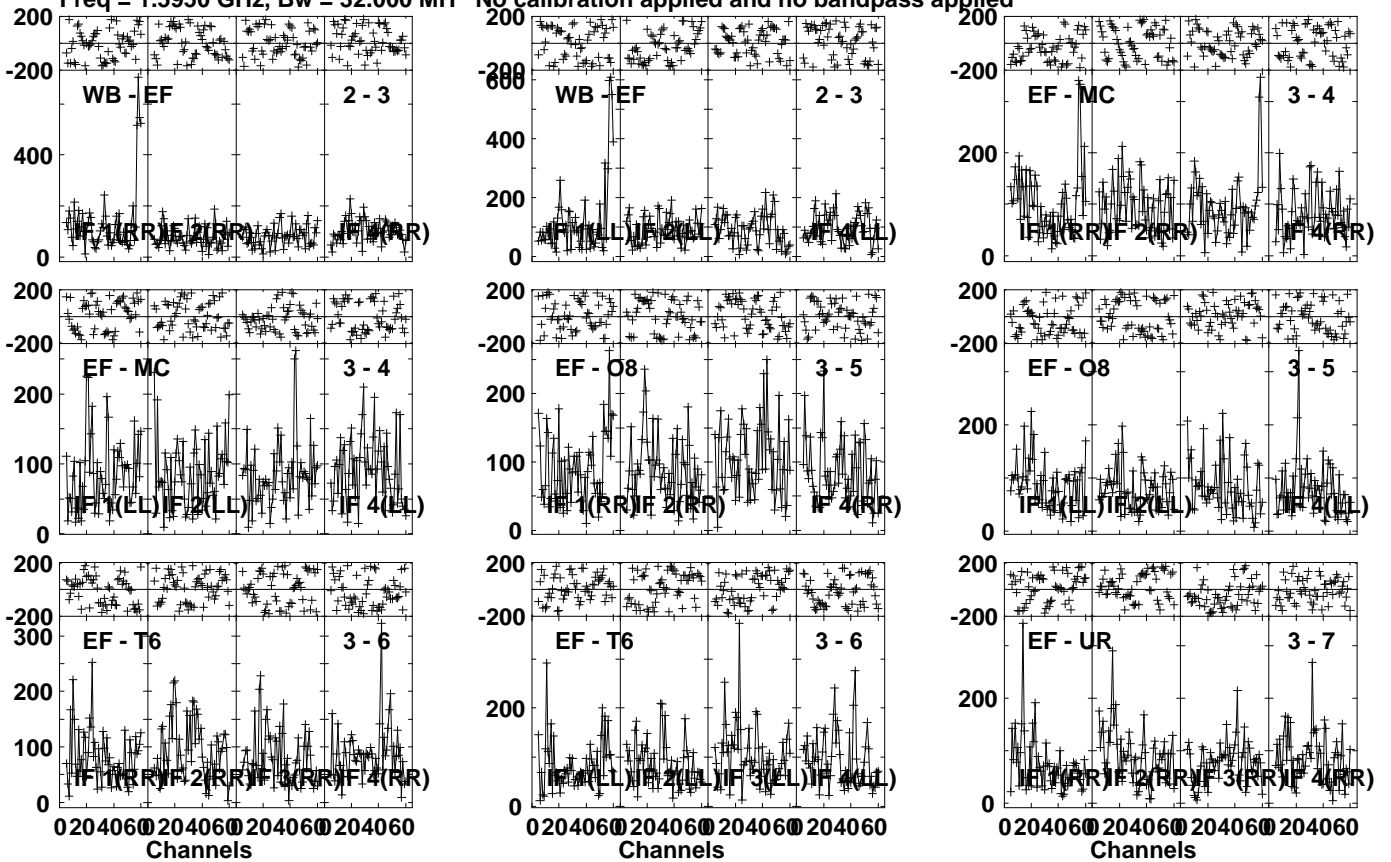 Freq = 1.5950 GHz, Bw = 32.000 MH No calibration applied and no bandpass applied
200
-200
WB - EF
2 - 3
400
0
IF 1(RR)
IF 2(RR)
IF 4(RR)
200
-200
600
WB - EF
2 - 3
400
200
0
IF 1(LL)
IF 2(LL)
IF 4(LL)
200
-200
EF - MC
3 - 4
200
0
IF 1(RR)
IF 2(RR)
IF 4(RR)
200
-200
EF - MC
3 - 4
200
100
0
IF 1(LL)
IF 2(LL)
IF 4(LL)
200
-200
EF - O8
3 - 5
200
100
0
IF 1(RR)
IF 2(RR)
IF 4(RR)
200
-200
EF - O8
3 - 5
200
0
IF 1(LL)
IF 2(LL)
IF 4(LL)
200
-200
300
EF - T6
3 - 6
200
100
0
IF 1(RR)
IF 2(RR)
IF 3(RR)
IF 4(RR)
0 20 40 60 0 20 40 60 0 20 40 60 0 20 40 60
Channels
200
-200
EF - T6
3 - 6
200
0
IF 1(LL)
IF 2(LL)
IF 3(LL)
IF 4(LL)
0 20 40 60 0 20 40 60 0 20 40 60 0 20 40 60
Channels
200
-200
EF - UR
3 - 7
200
0
IF 1(RR)
IF 2(RR)
IF 3(RR)
IF 4(RR)
0 20 40 60 0 20 40 60 0 20 40 60 0 20 40 60
Channels